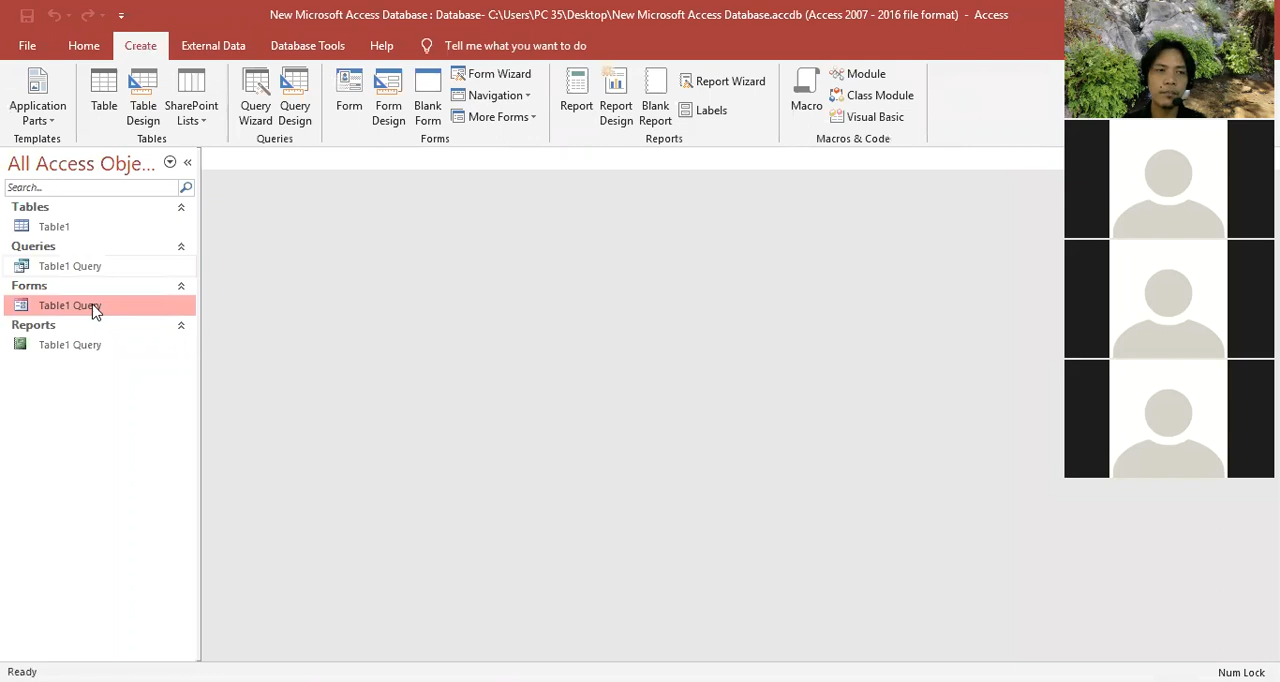 New Microsoft Access Database : Database- C:\Users\PC 35\Desktop\New Microsoft Access Database.accdb (Access 2007 - 2016 file format) - Access
File Home Create External Data Database Tools Help Tell me what you want to do
Application Parts
Templates
Table
Table Design
SharePoint Lists
Tables
Query Wizard
Query Design
Queries
Form
Form Design
Blank Form
Form Wizard
Navigation
More Forms
Forms
Report
Report Design
Blank Report
Report Wizard
Labels
Reports
Macro
Module
Class Module
Visual Basic
Macros & Code
All Access Obje...
Search...
Tables
Table1
Queries
Table1 Query
Forms
Table1 Query
Reports
Table1 Query
Ready
Num Lock